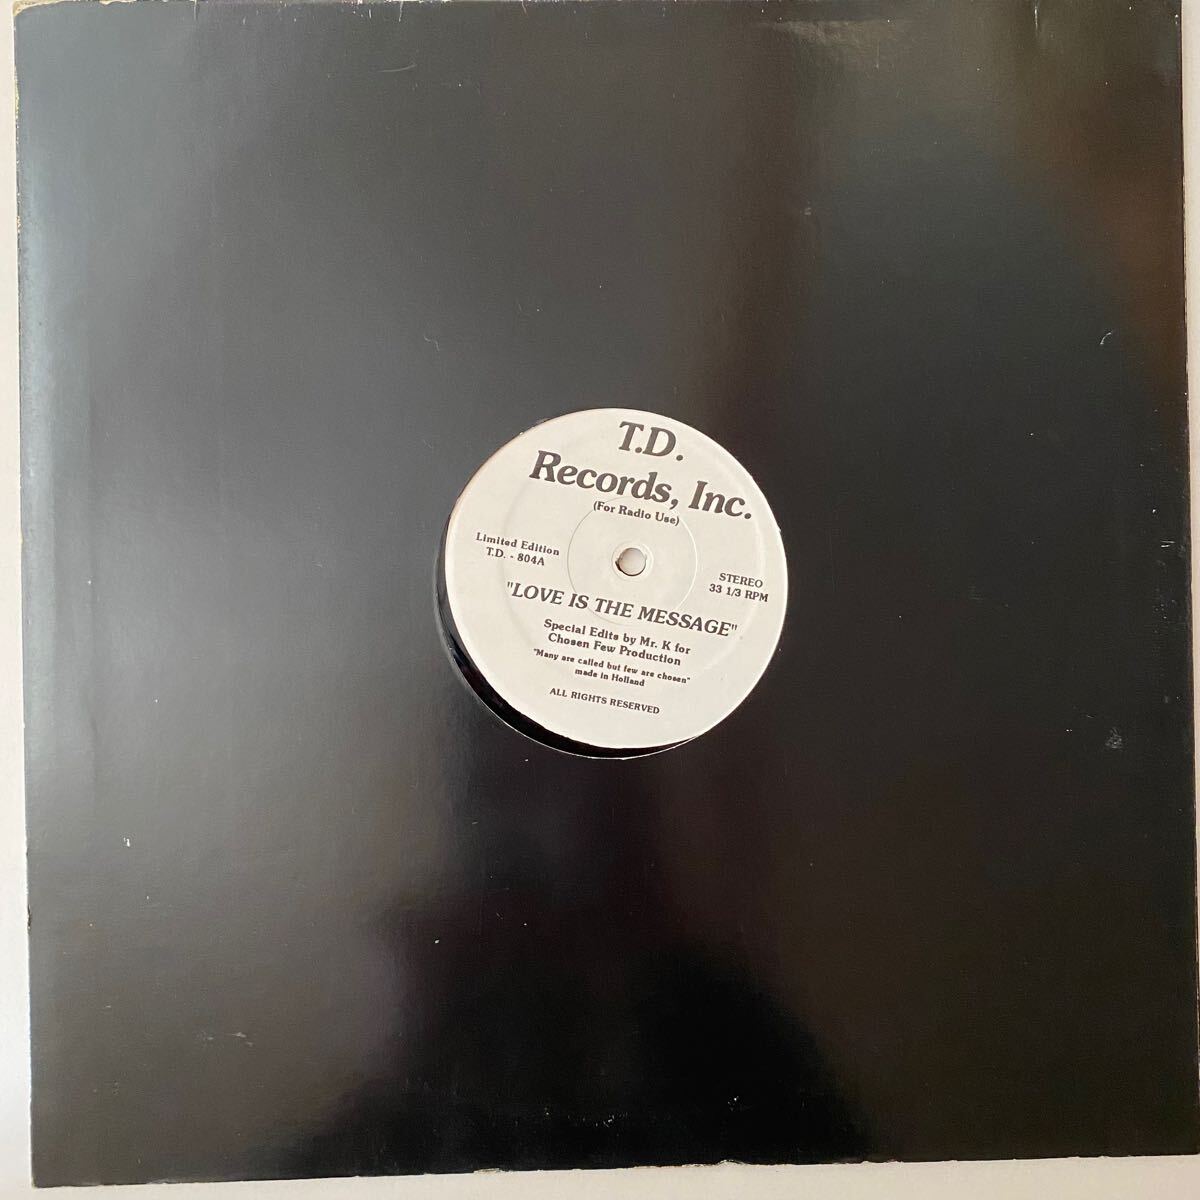 T.D.
Records, Inc.
(For Radio Use)
Limited Edition
T.D. - 804A
STEREO
33 1/3 RPM
"LOVE IS THE MESSAGE"
Special Edits by Mr. K for
Chosen Few Production
"Many are called but few are chosen"
made in Holland
ALL RIGHTS RESERVED